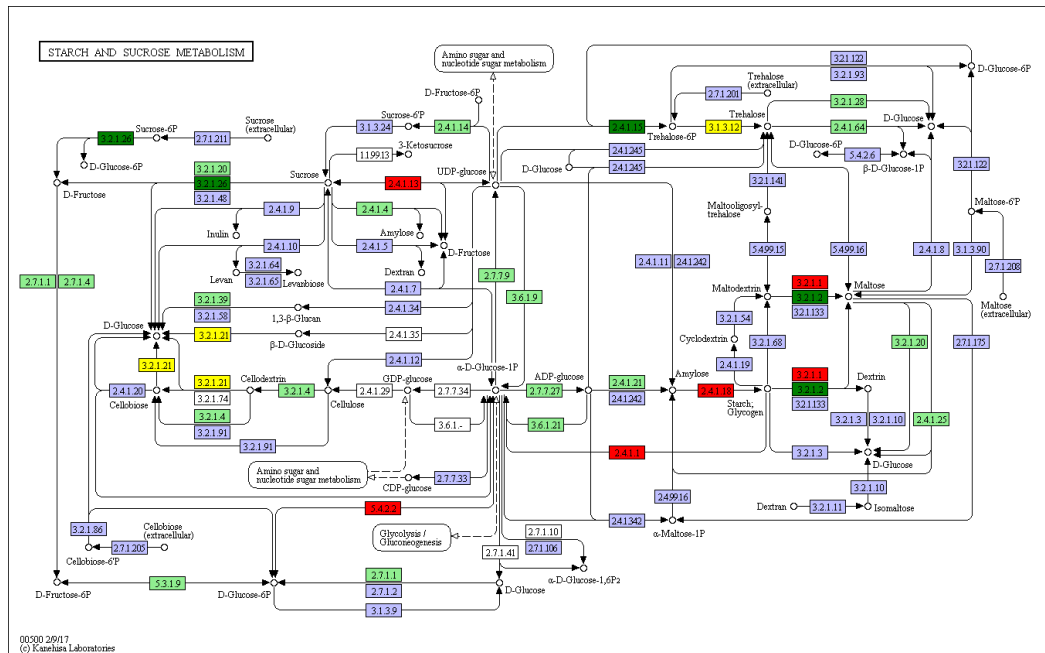 STARCH AND SUCROSE METABOLISM
Amino sugar and
nucleotide sugar metabolism
D-Fructose-6P
Sucrose-6'P
3.1.3.24
2.4.1.14
3.2.1.26
Sucrose-6P
2.7.1.211
Sucrose
(extracellular)
D-Glucose-6P
1.1.99.13
3-Ketosucrose
UDP-glucose
3.2.1.20
3.2.1.26
3.2.1.48
D-Fructose
Sucrose
2.4.1.13
2.4.1.9
Inulin
2.4.1.4
Amylose
2.4.1.10
Levan
3.2.1.64
3.2.1.65
Levanbiose
2.4.1.5
Dextran
D-Fructose
2.4.1.7
2.7.1.1
2.7.1.4
2.7.7.9
3.6.1.9
3.2.1.39
3.2.1.58
1,3-β-Glucan
2.4.1.34
D-Glucose
3.2.1.21
β-D-Glucoside
2.4.1.35
2.4.1.12
α-D-Glucose-1P
3.2.1.21
2.4.1.20
Cellobiose
3.2.1.21
3.2.1.74
3.2.1.4
3.2.1.91
Cellodextrin
3.2.1.4
Cellulose
3.2.1.91
GDP-glucose
2.4.1.29
2.7.7.34
3.6.1.-
Amino sugar and
nucleotide sugar metabolism
CDP-glucose
2.7.7.33
5.4.2.2
Glycolysis /
Gluconeogenesis
3.2.1.86
Cellobiose-6'P
2.7.1.205
Cellobiose
(extracellular)
D-Fructose-6P
5.3.1.9
D-Glucose-6P
2.7.1.1
2.7.1.2
3.1.3.9
D-Glucose
2.7.1.41
2.7.1.10
2.7.1.106
α-D-Glucose-1,6P2
3.2.1.122
3.2.1.93
D-Glucose-6P
2.7.1.201
Trehalose
(extracellular)
2.4.1.15
Trehalose-6P
3.1.3.12
Trehalose
3.2.1.28
2.4.1.64
D-Glucose
2.4.1.245
2.4.1.245
D-Glucose
D-Glucose-6P
5.4.2.6
β-D-Glucose-1P
3.2.1.122
3.2.1.141
Maltooligosyl-
trehalose
Maltose-6'P
5.4.99.15
5.4.99.16
2.4.1.8
3.1.3.90
2.4.1.11
2.4.1.242
2.7.1.208
Maltose
(extracellular)
Maltodextrin
3.2.1.1
3.2.1.2
3.2.1.133
Maltose
3.2.1.54
Cyclodextrin
2.4.1.19
3.2.1.68
3.2.1.20
2.7.1.175
ADP-glucose
2.7.7.27
2.4.1.21
2.4.1.242
Amylose
2.4.1.18
Starch;
Glycogen
3.2.1.1
3.2.1.2
3.2.1.133
Dextrin
3.6.1.21
3.2.1.3
3.2.1.10
2.4.1.25
2.4.1.1
3.2.1.3
D-Glucose
3.2.1.10
2.4.99.16
Dextran
3.2.1.11
Isomaltose
2.4.1.342
α-Maltose-1P
00500 2/9/17
(c) Kanehisa Laboratories